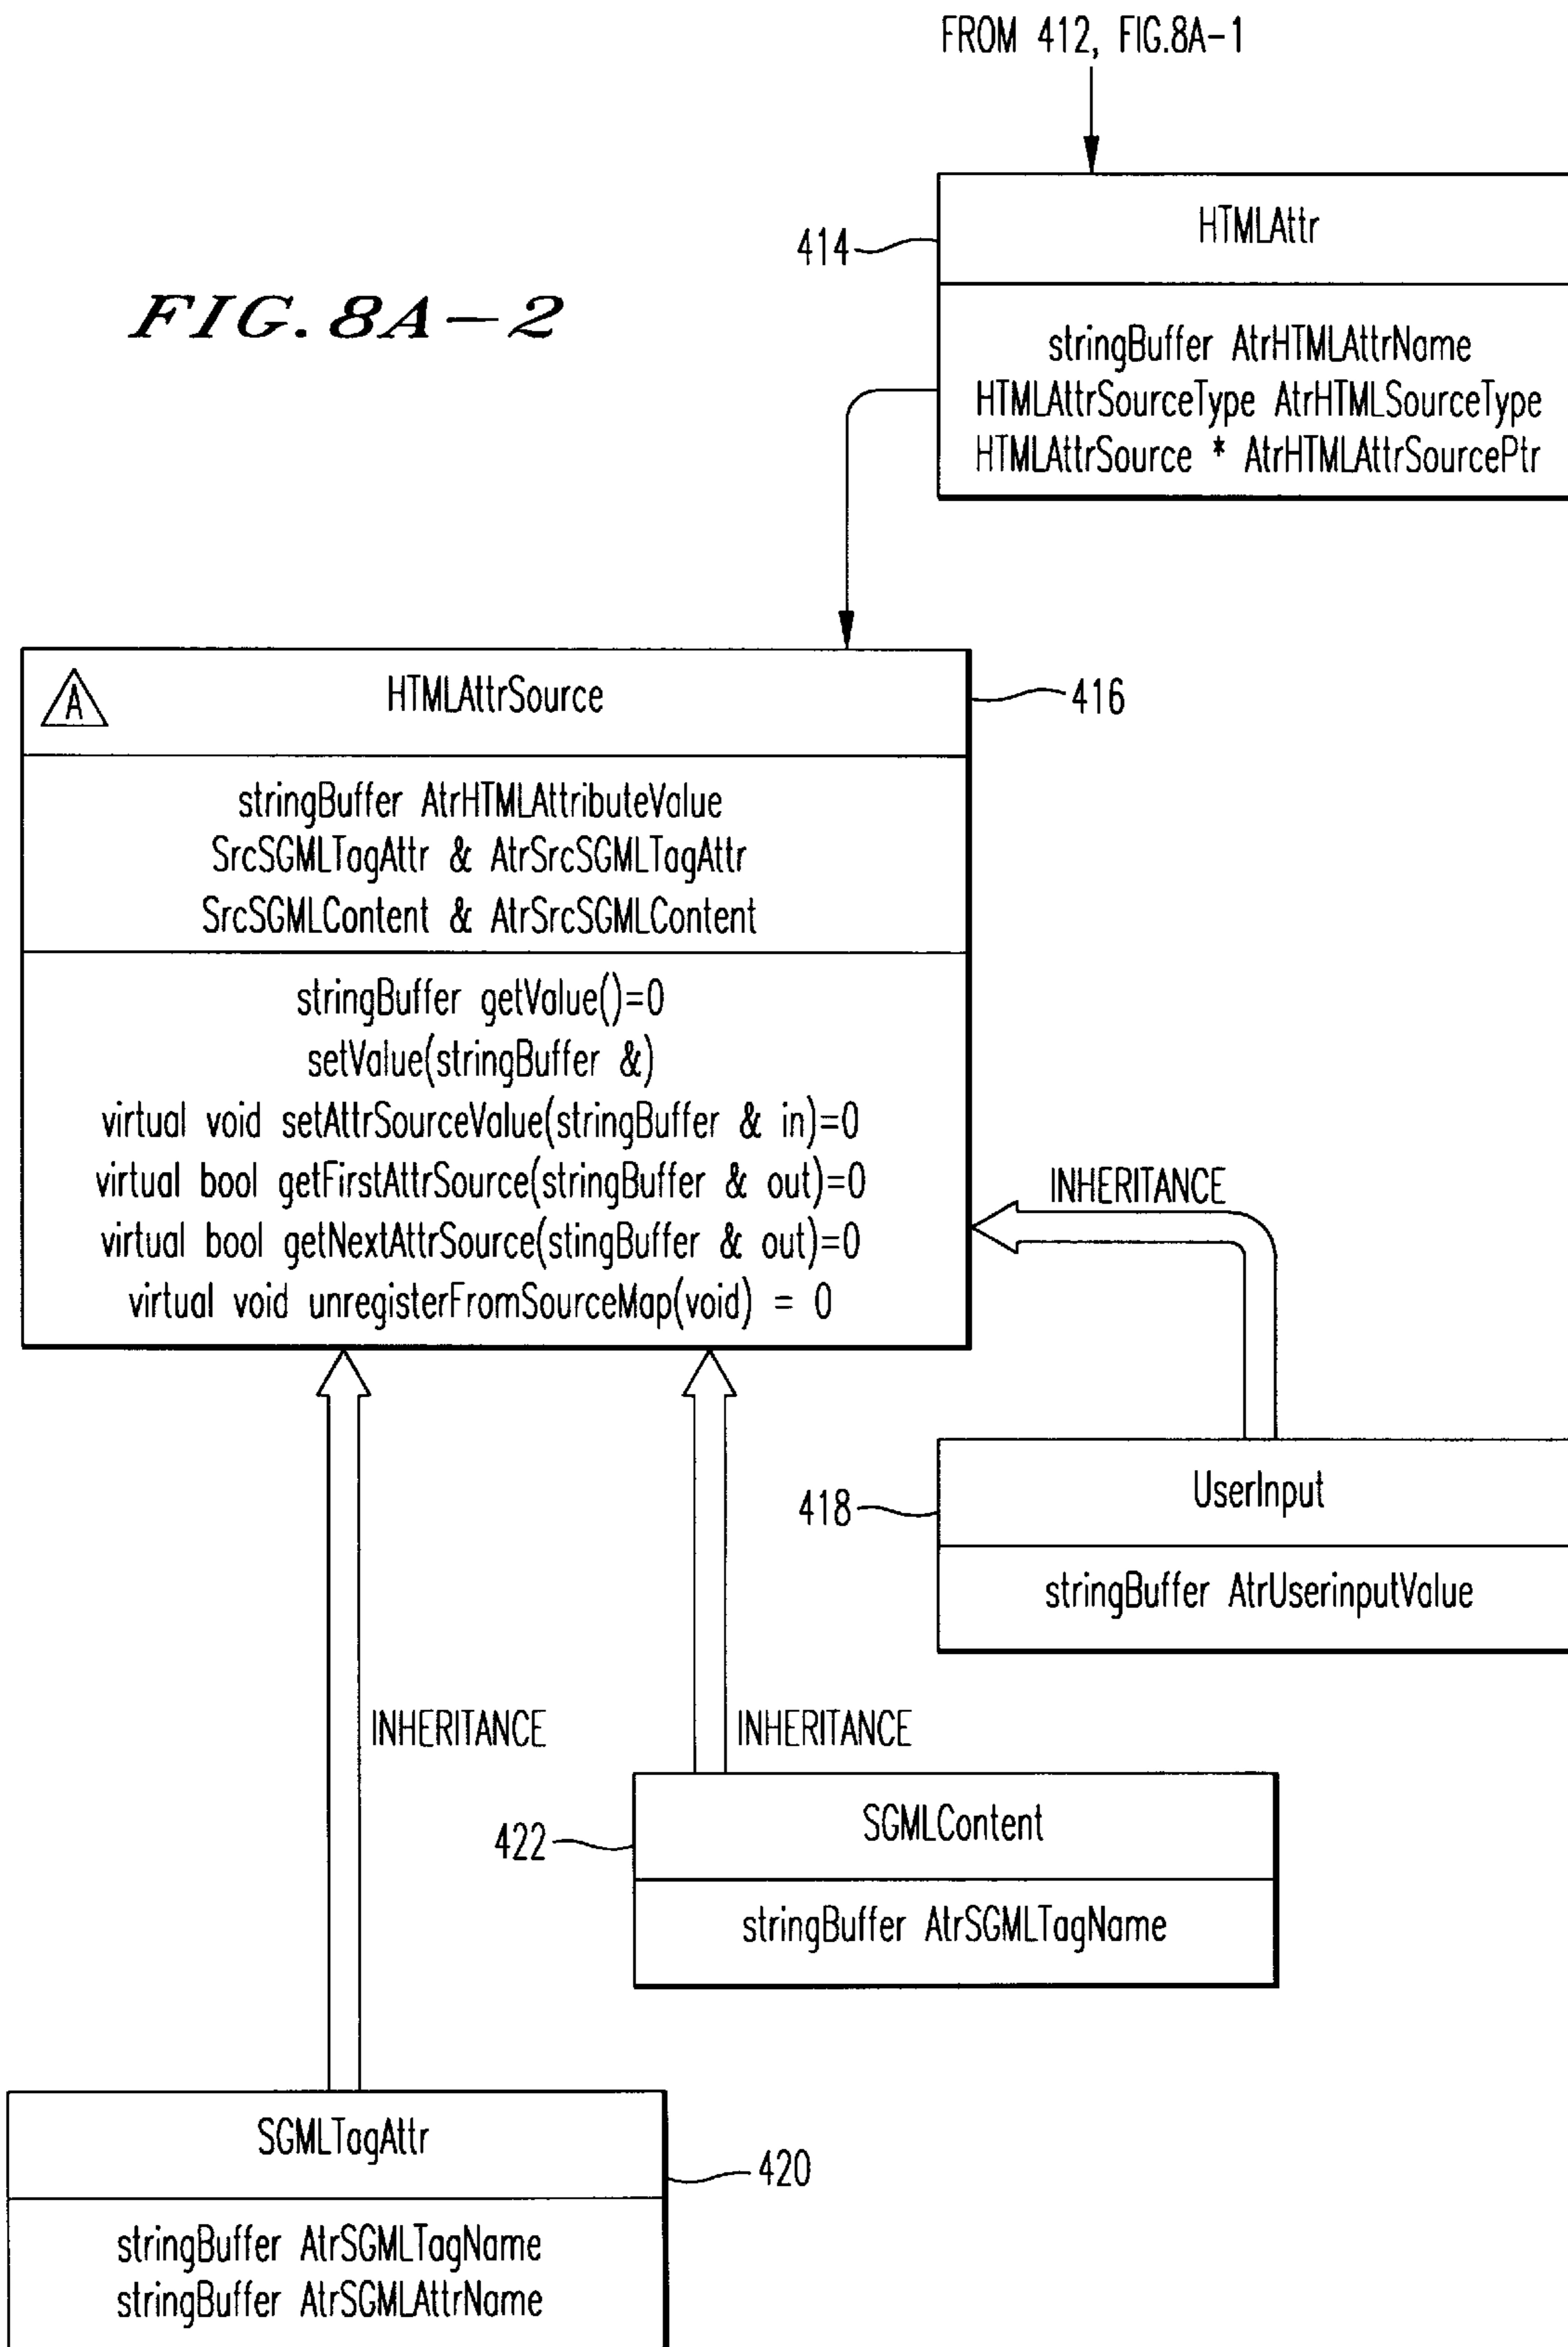 FROM 412, FIG.8A-1
HTMLAttr
414
FIG. 8A-2
stringBuffer AtrHTMLAttrName
HTMLAttrSourceType AtrHTMLSourceType
HTMLAttrSource * AtrHTMLAttrSourcePtr
A
HTMLAttrSource
416
stringBuffer AtrHTMLAttributeValue
SrcSGMLTagAttr & AtrSrcSGMLTagAttr
SrcSGMLContent & AtrSrcSGMLContent
stringBuffer getValue()=0
setValue(stringBuffer &)
virtual void setAttrSourceValue(stringBuffer & in)=0
virtual bool getFirstAttrSource(stringBuffer & out)=0
virtual bool getNextAttrSource(stingBuffer & out)=0
virtual void unregisterFromSourceMap(void) = 0
INHERITANCE
UserInput
418
stringBuffer AtrUserinputValue
INHERITANCE
INHERITANCE
SGMLContent
422
stringBuffer AtrSGMLTagName
SGMLTagAttr
420
stringBuffer AtrSGMLTagName
stringBuffer AtrSGMLAttrName